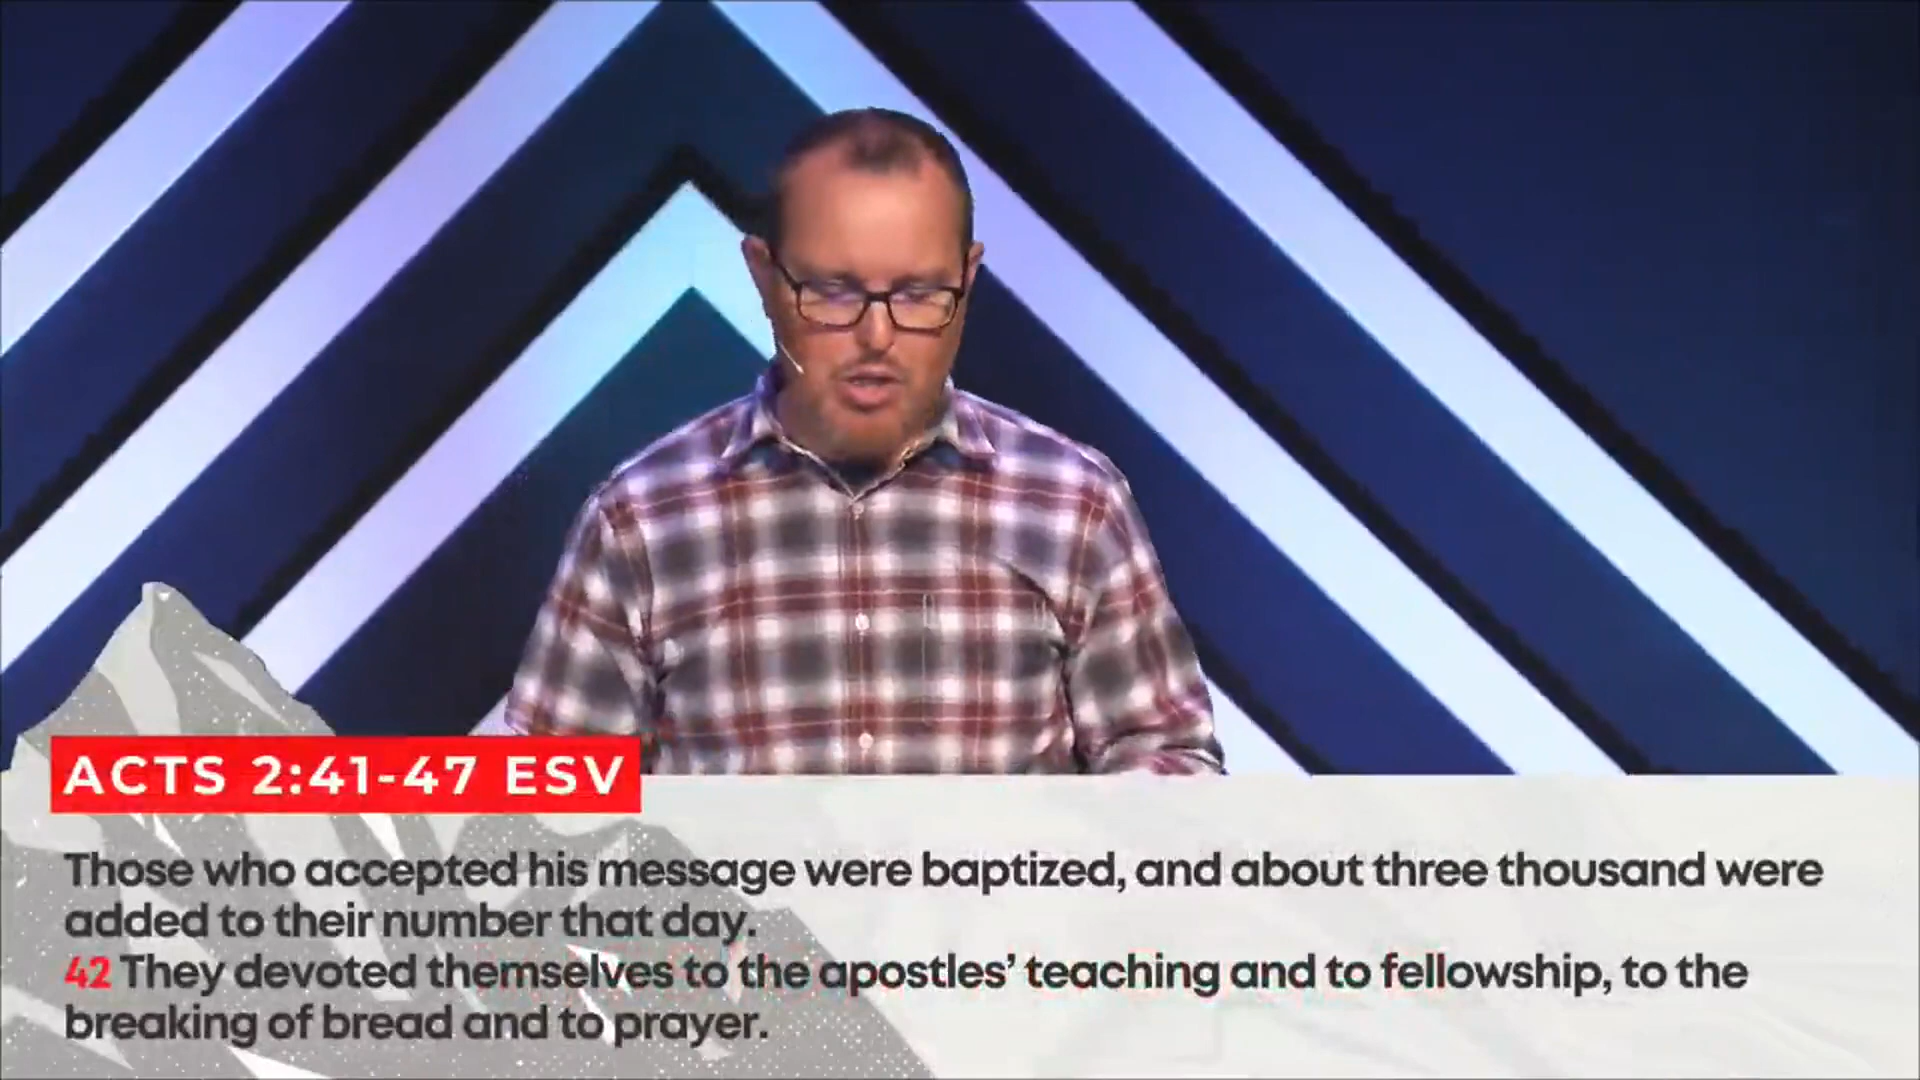 ACTS 2:41-47 ESV
Those who accepted his message were baptized, and about three thousand were
added to their number that day.
42 They devoted themselves to the apostles’ teaching and to fellowship, to the
breaking of bread and to prayer.